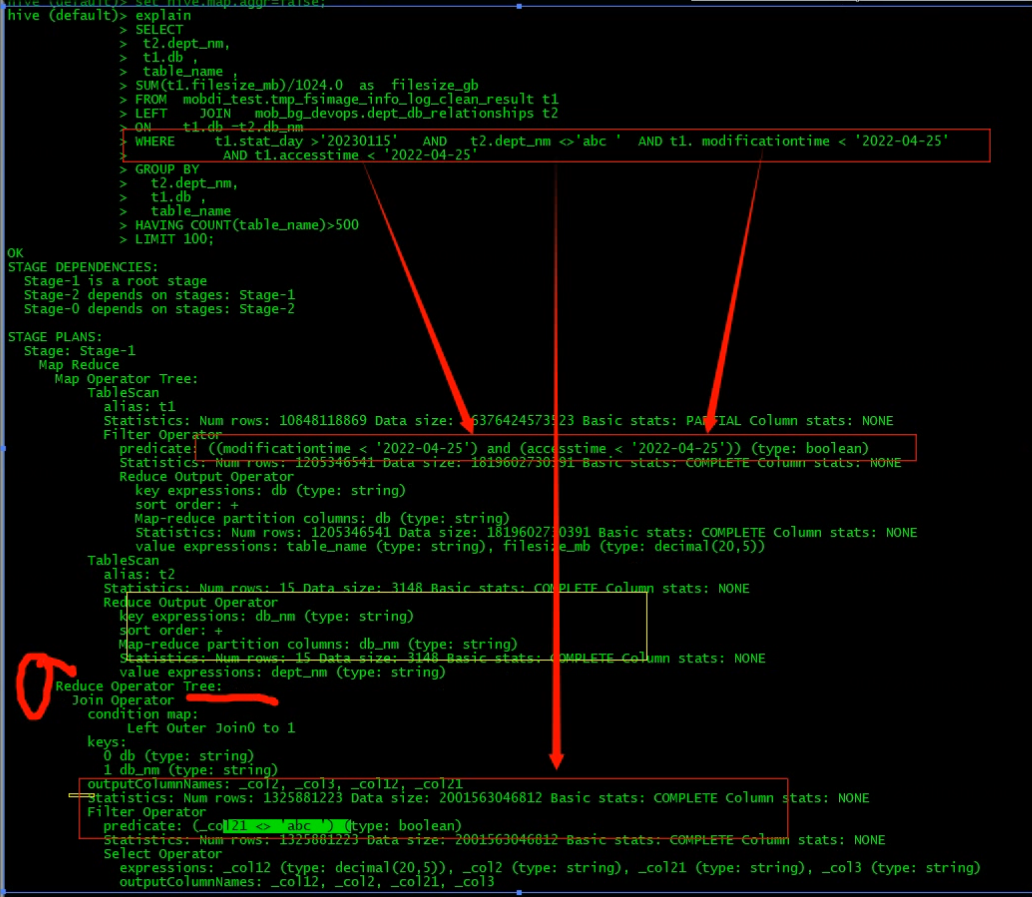 hive (default)> set hive.map.aggr=false;
hive (default)> explain
> SELECT
> t2.dept_nm,
> t1.db ,
> table_name ,
> SUM(t1.filesize_mb)/1024.0 as filesize_gb
> FROM mobdi_test.tmp_fsimage_info_log_clean_result t1
> LEFT JOIN mob_bg_devops.dept_db_relationships t2
> ON t1.db =t2.db_nm
> WHERE t1.stat_day >'20230115' AND t2.dept_nm <>'abc ' AND t1. modificationtime < '2022-04-25'
> AND t1.accesstime < '2022-04-25'
> GROUP BY
> t2.dept_nm,
> t1.db ,
> table_name
> HAVING COUNT(table_name)>500
> LIMIT 100;
OK
STAGE DEPENDENCIES:
Stage-1 is a root stage
Stage-2 depends on stages: Stage-1
Stage-0 depends on stages: Stage-2
STAGE PLANS:
Stage: Stage-1
Map Reduce
Map Operator Tree:
TableScan
alias: t1
Statistics: Num rows: 10848118869 Data size: Basic stats: PARTIAL Column stats: NONE
Filter Operator
predicate: ((modificationtime < '2022-04-25') and (accesstime < '2022-04-25')) (type: boolean)
Statistics: Num rows: 1205346541 Data size: 1819602730391 Basic stats: COMPLETE Column stats: NONE
Reduce Output Operator
key expressions: db (type: string)
sort order: +
Map-reduce partition columns: db (type: string)
Statistics: Num rows: 1205346541 Data size: 1819602730391 Basic stats: COMPLETE Column stats: NONE
value expressions: table_name (type: string), filesize_mb (type: decimal(20,5))
TableScan
alias: t2
Statistics: Num rows: 15 Data size: 3148 Basic stats: COMPLETE Column stats: NONE
Reduce Output Operator
key expressions: db_nm (type: string)
sort order: +
Map-reduce partition columns: db_nm (type: string)
Statistics: Num rows: 15 Data size: 3148 Basic stats: COMPLETE Column stats: NONE
value expressions: dept_nm (type: string)
Reduce Operator Tree:
Join Operator
condition map:
Left Outer Join0 to 1
keys:
0 db (type: string)
1 db_nm (type: string)
outputColumnNames: _col2, _col3, _col12, _col21
Statistics: Num rows: 1325881223 Data size: 2001563046812 Basic stats: COMPLETE Column stats: NONE
Filter Operator
predicate: (_col21 <> 'abc ') (type: boolean)
Statistics: Num rows: 1325881223 Data size: 2001563046812 Basic stats: COMPLETE Column stats: NONE
Select Operator
expressions: _col12 (type: decimal(20,5)), _col2 (type: string), _col21 (type: string), _col3 (type: string)
outputColumnNames: _col12, _col2, _col21, _col3